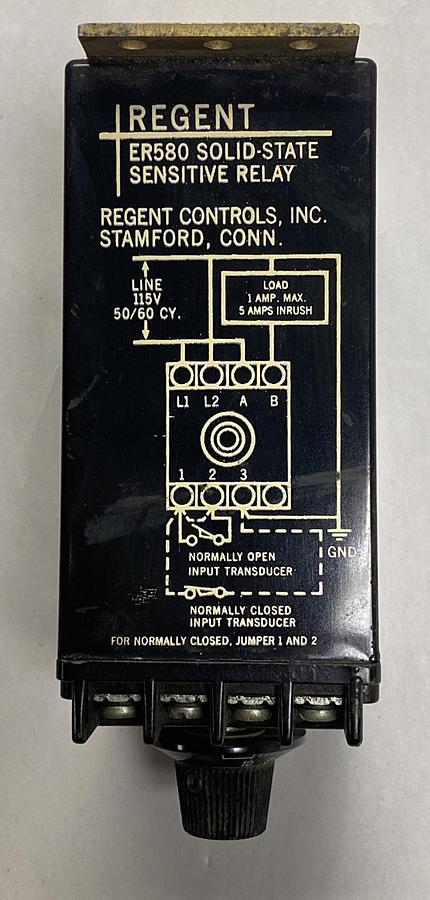 REGENT
ER580 SOLID-STATE
SENSITIVE RELAY
REGENT CONTROLS, INC.
STAMFORD, CONN.
LINE
115V
50/60 CY.
LOAD
1 AMP. MAX.
5 AMPS INRUSH
L1 L2 A B
1 2 3
GND
NORMALLY OPEN
INPUT TRANSDUCER
NORMALLY CLOSED
INPUT TRANSDUCER
FOR NORMALLY CLOSED, JUMPER 1 AND 2
10